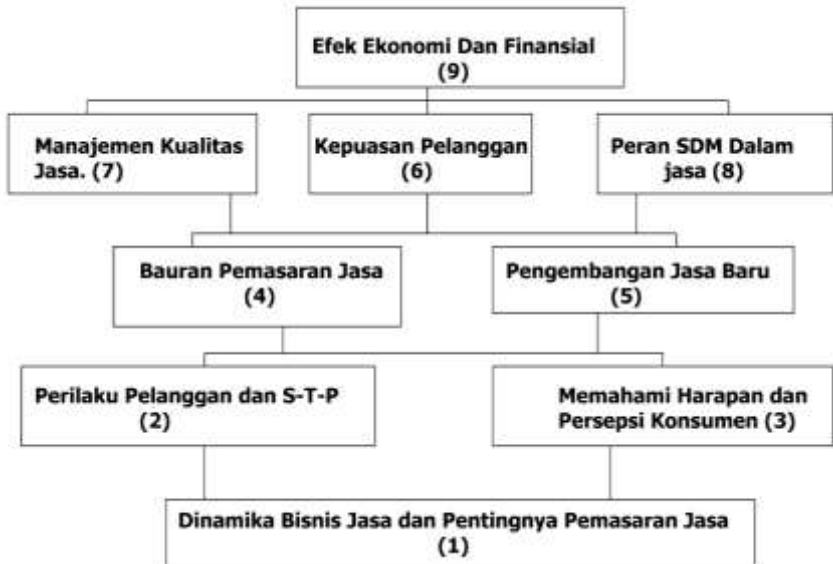 Efek Ekonomi Dan Finansial
(9)
Manajemen Kualitas
Jasa. (7)
Kepuasan Pelanggan
(6)
Peran SDM Dalam
jasa (8)
Bauran Pemasaran Jasa
(4)
Pengembangan Jasa Baru
(5)
Perilaku Pelanggan dan S-T-P
(2)
Memahami Harapan dan
Persepsi Konsumen (3)
Dinamika Bisnis Jasa dan Pentingnya Pemasaran Jasa
(1)